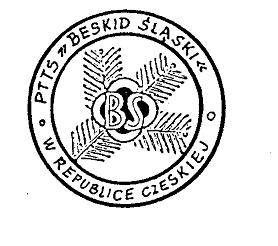 PTTS „BESKID ŚLĄSKI“
W REPUBLICE CZESKIEJ
BS